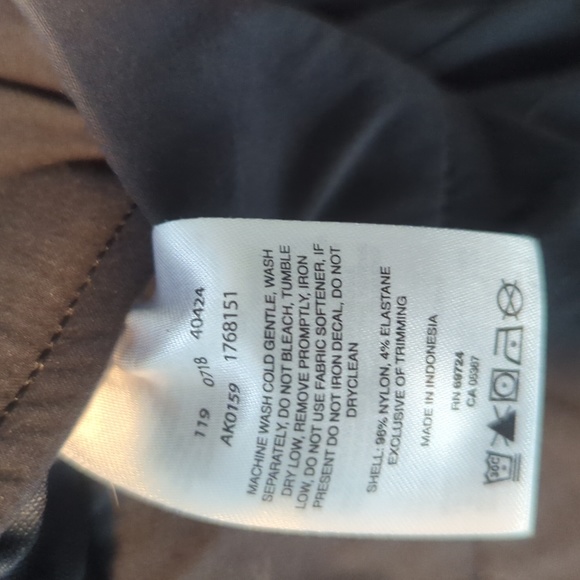 119 0718 40424
AK0159 1768151
MACHINE WASH COLD GENTLE, WASH
SEPARATELY, DO NOT BLEACH, TUMBLE
DRY LOW, REMOVE PROMPTLY, IRON
LOW, DO NOT USE FABRIC SOFTENER, IF
PRESENT DO NOT IRON DECAL, DO NOT
DRYCLEAN
SHELL: 96% NYLON, 4% ELASTANE
EXCLUSIVE OF TRIMMING
MADE IN INDONESIA
RN 69724
CA 05367
30C